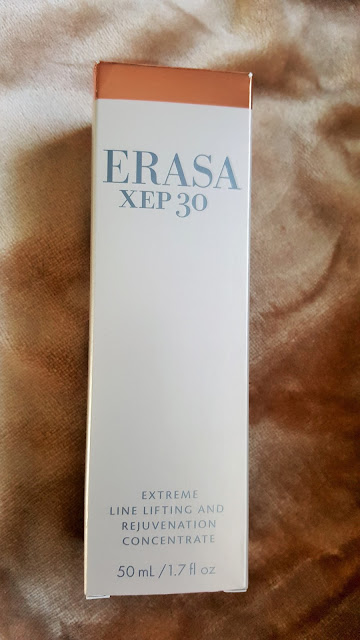 ERASA
XEP 30
EXTREME
LINE LIFTING AND
REJUVENATION
CONCENTRATE
50 mL/1.7 fl oz